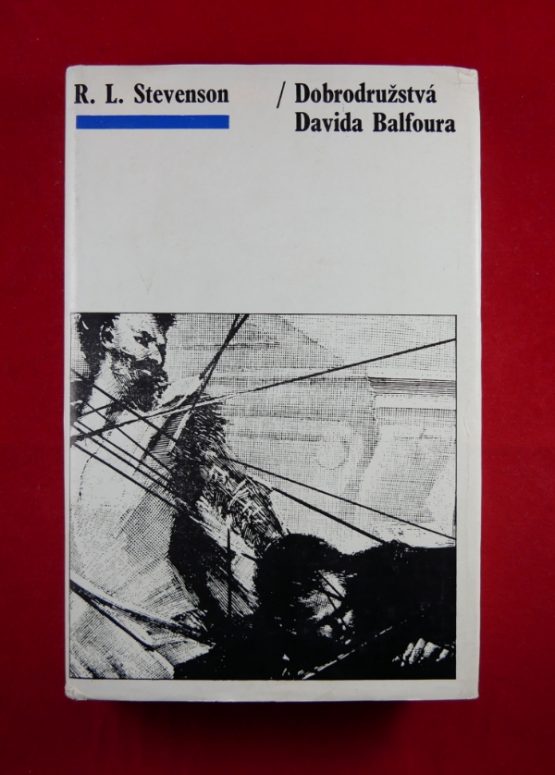 R. L. Stevenson / Dobrodružstvá
Davida Balfoura